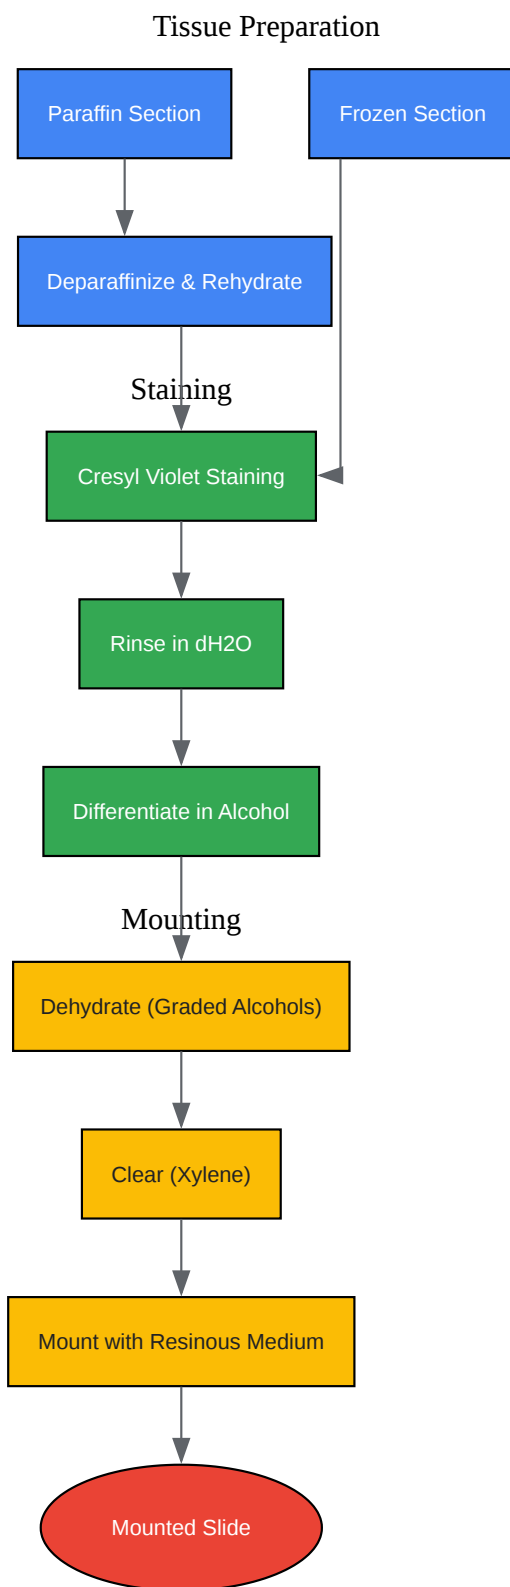 Tissue Preparation
Paraffin Section
Frozen Section
Deparaffinize & Rehydrate
Staining
Cresyl Violet Staining
Rinse in dH2O
Differentiate in Alcohol
Mounting
Dehydrate (Graded Alcohols)
Clear (Xylene)
Mount with Resinous Medium
Mounted Slide